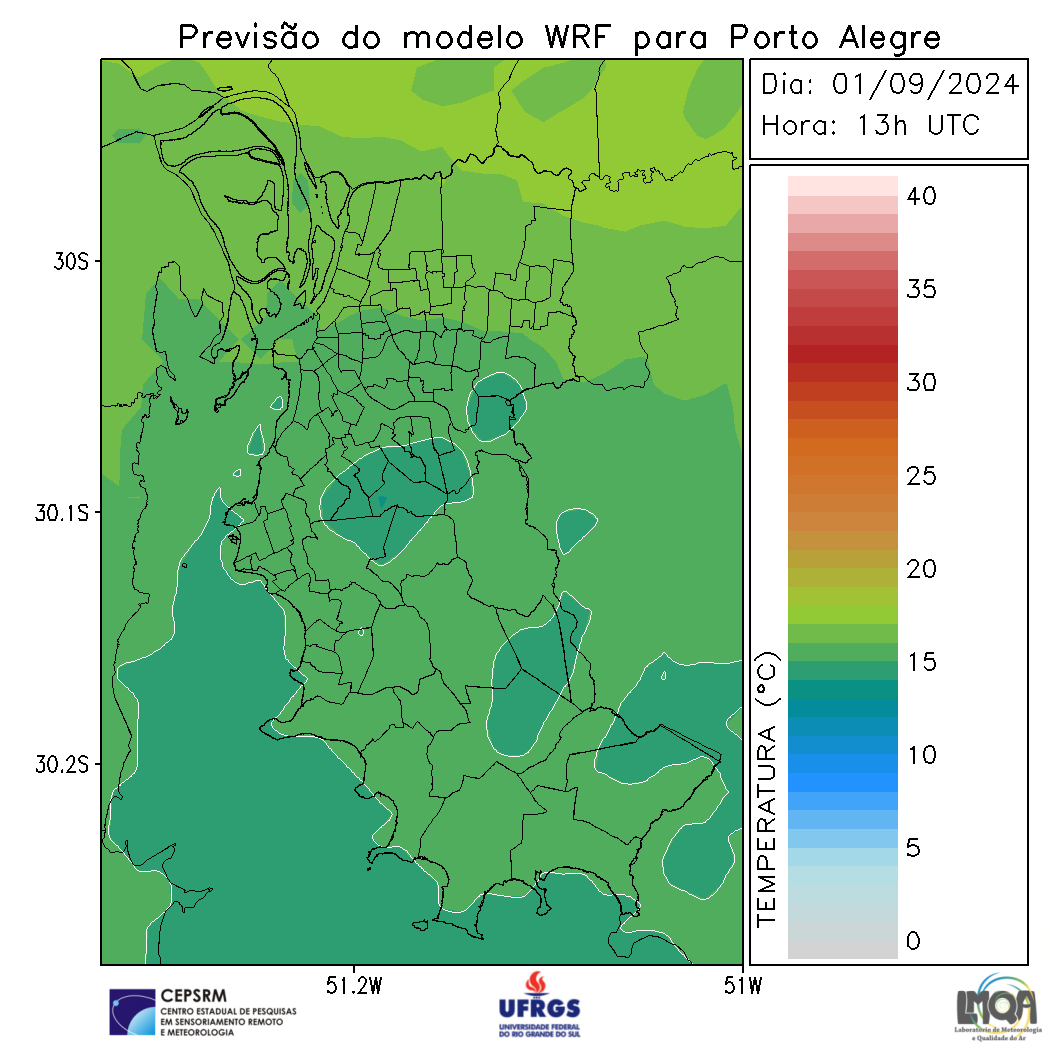 Previsão do modelo WRF para Porto Alegre
Dia: 01/09/2024
Hora: 13h UTC
40
35
30
25
20
15
10
5
0
TEMPERATURA (°C)
30S
30.1S
30.2S
51.2W
51W
CEPSRM
CENTRO ESTADUAL DE PESQUISAS
EM SENSORIAMENTO REMOTO
E METEOROLOGIA
UFRGS
UNIVERSIDADE FEDERAL
DO RIO GRANDE DO SUL
LMQA
Laboratório de Meteorologia
e Qualidade do Ar